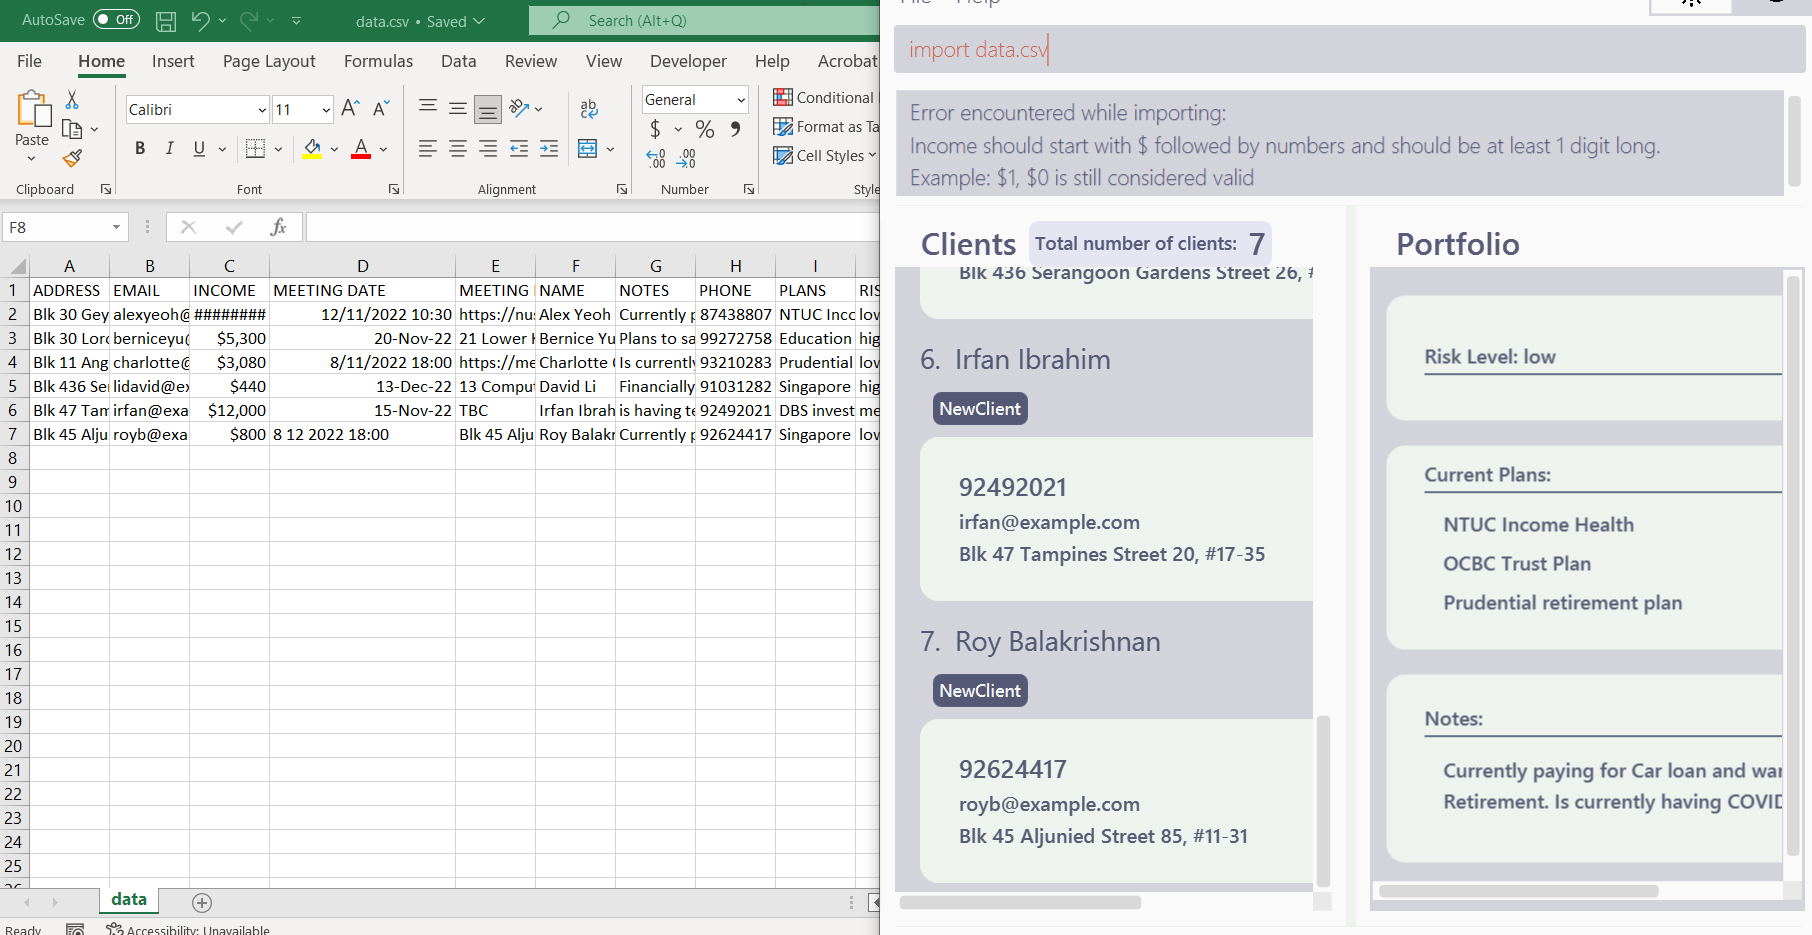 AutoSave Off data.csv • Saved Search (Alt+Q)
File Home Insert Page Layout Formulas Data Review View Developer Help Acrobat
Calibri 11 General Conditional
Paste Format as Ta
Cell Styles
Clipboard Font Alignment Number Style
F8 fx
A B C D E F G H I
1 ADDRESS EMAIL INCOME MEETING DATE MEETING NAME NOTES PHONE PLANS RIS
2 Blk 30 Gey alexyeoh@ ######## 12/11/2022 10:30 https://nus Alex Yeoh Currently p 87438807 NTUC Inco low
3 Blk 30 Lor berniceyu@ $5,300 20-Nov-22 21 Lower Bernice Yu Plans to sa 99272758 Education hig
4 Blk 11 Ang charlotte@ $3,080 8/11/2022 18:00 https://me Charlotte Is currently 93210283 Prudential low
5 Blk 436 Ser lidavid@ex $440 13-Dec-22 13 Comput David Li Financially 91031282 Singapore hig
6 Blk 47 Tam irfan@exa $12,000 15-Nov-22 TBC Irfan Ibrah is having te 92492021 DBS invest me
7 Blk 45 Alju royb@exa $800 8 12 2022 18:00 Blk 45 Alju Roy Balakr Currently p 92624417 Singapore low
8
9
10
11
12
13
14
15
16
17
18
19
20
21
22
23
24
25
data
Ready Accessibility: Unavailable
File Help
import data.csv
Error encountered while importing:
Income should start with $ followed by numbers and should be at least 1 digit long.
Example: $1, $0 is still considered valid
Clients Total number of clients: 7
Blk 436 Serangoon Gardens Street 26, #
6. Irfan Ibrahim
NewClient
92492021
irfan@example.com
Blk 47 Tampines Street 20, #17-35
7. Roy Balakrishnan
NewClient
92624417
royb@example.com
Blk 45 Aljunied Street 85, #11-31
Portfolio
Risk Level: low
Current Plans:
NTUC Income Health
OCBC Trust Plan
Prudential retirement plan
Notes:
Currently paying for Car loan and wan
Retirement. Is currently having COVID